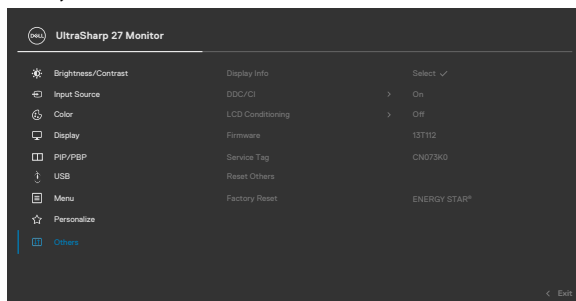 DELL UltraSharp 27 Monitor
Brightness/Contrast Display Info Select ✓
Input Source DDC/CI > On
Color LCD Conditioning > Off
Display Firmware 13T112
PIP/PBP Service Tag CN073K0
USB Reset Others
Menu Factory Reset ENERGY STAR®
Personalize
Others
< Exit